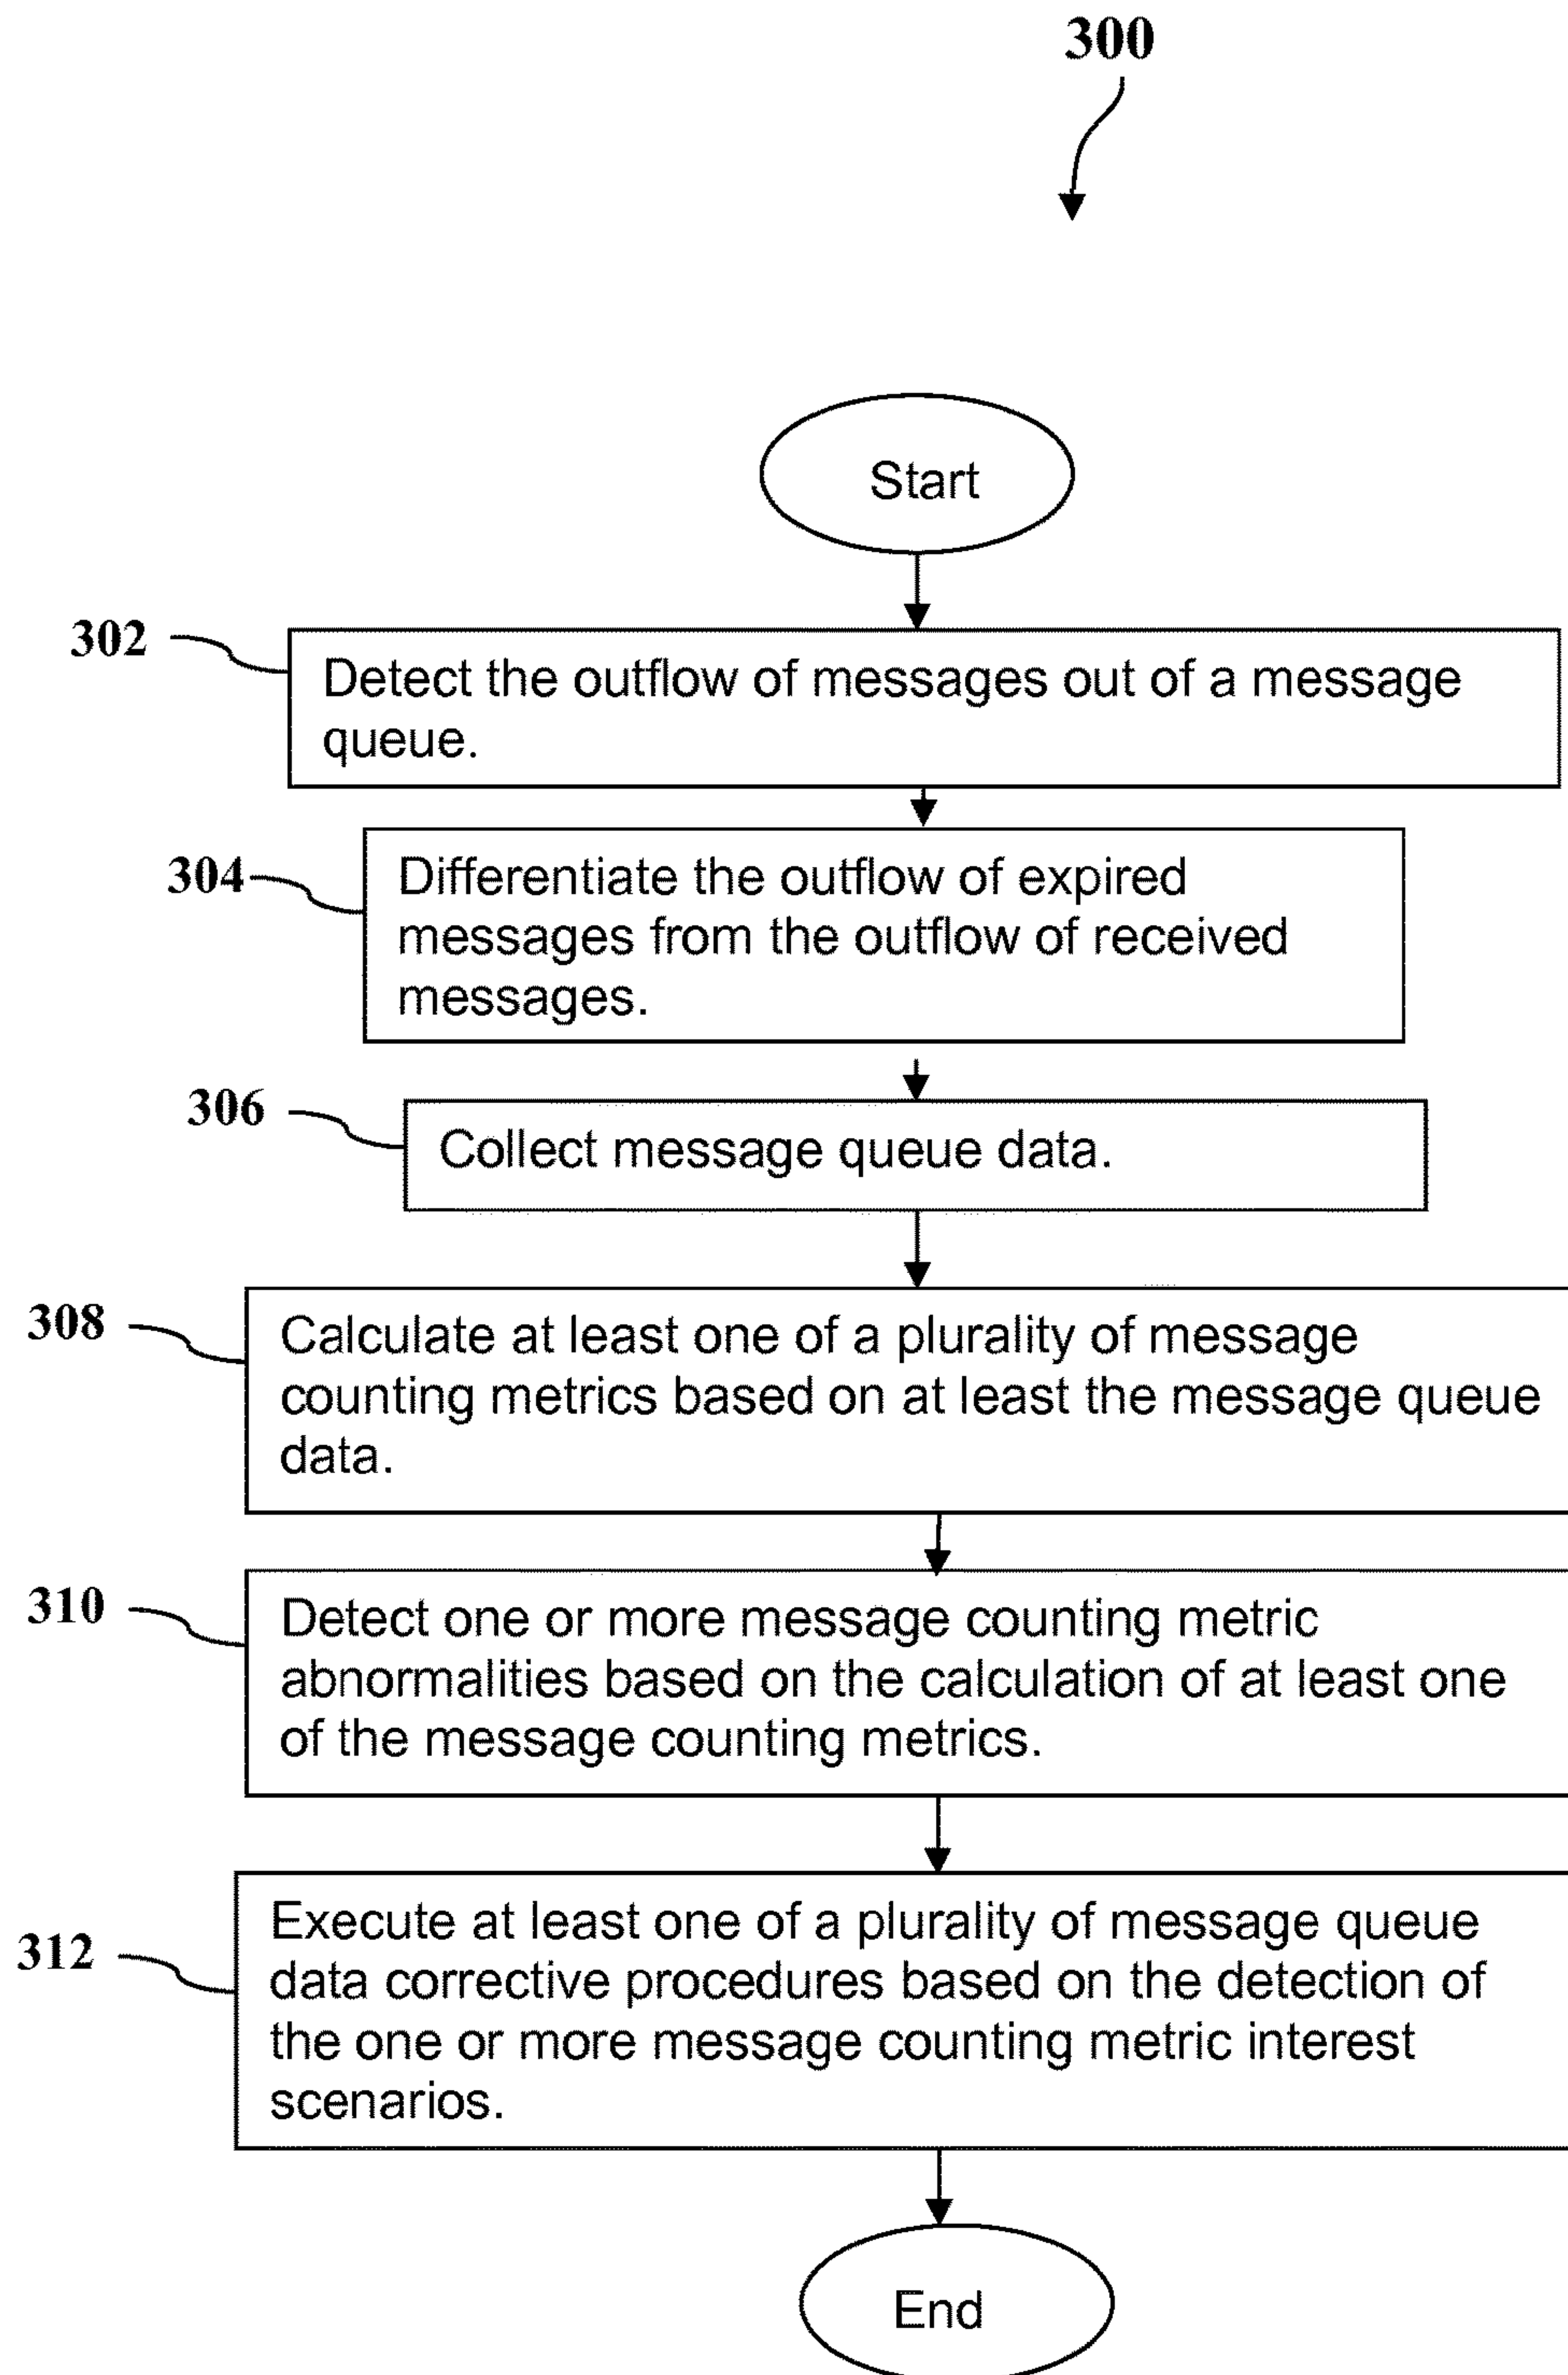 300
Start
302
Detect the outflow of messages out of a message
queue.
304
Differentiate the outflow of expired
messages from the outflow of received
messages.
306
Collect message queue data.
308
Calculate at least one of a plurality of message
counting metrics based on at least the message queue
data.
310
Detect one or more message counting metric
abnormalities based on the calculation of at least one
of the message counting metrics.
312
Execute at least one of a plurality of message queue
data corrective procedures based on the detection of
the one or more message counting metric interest
scenarios.
End